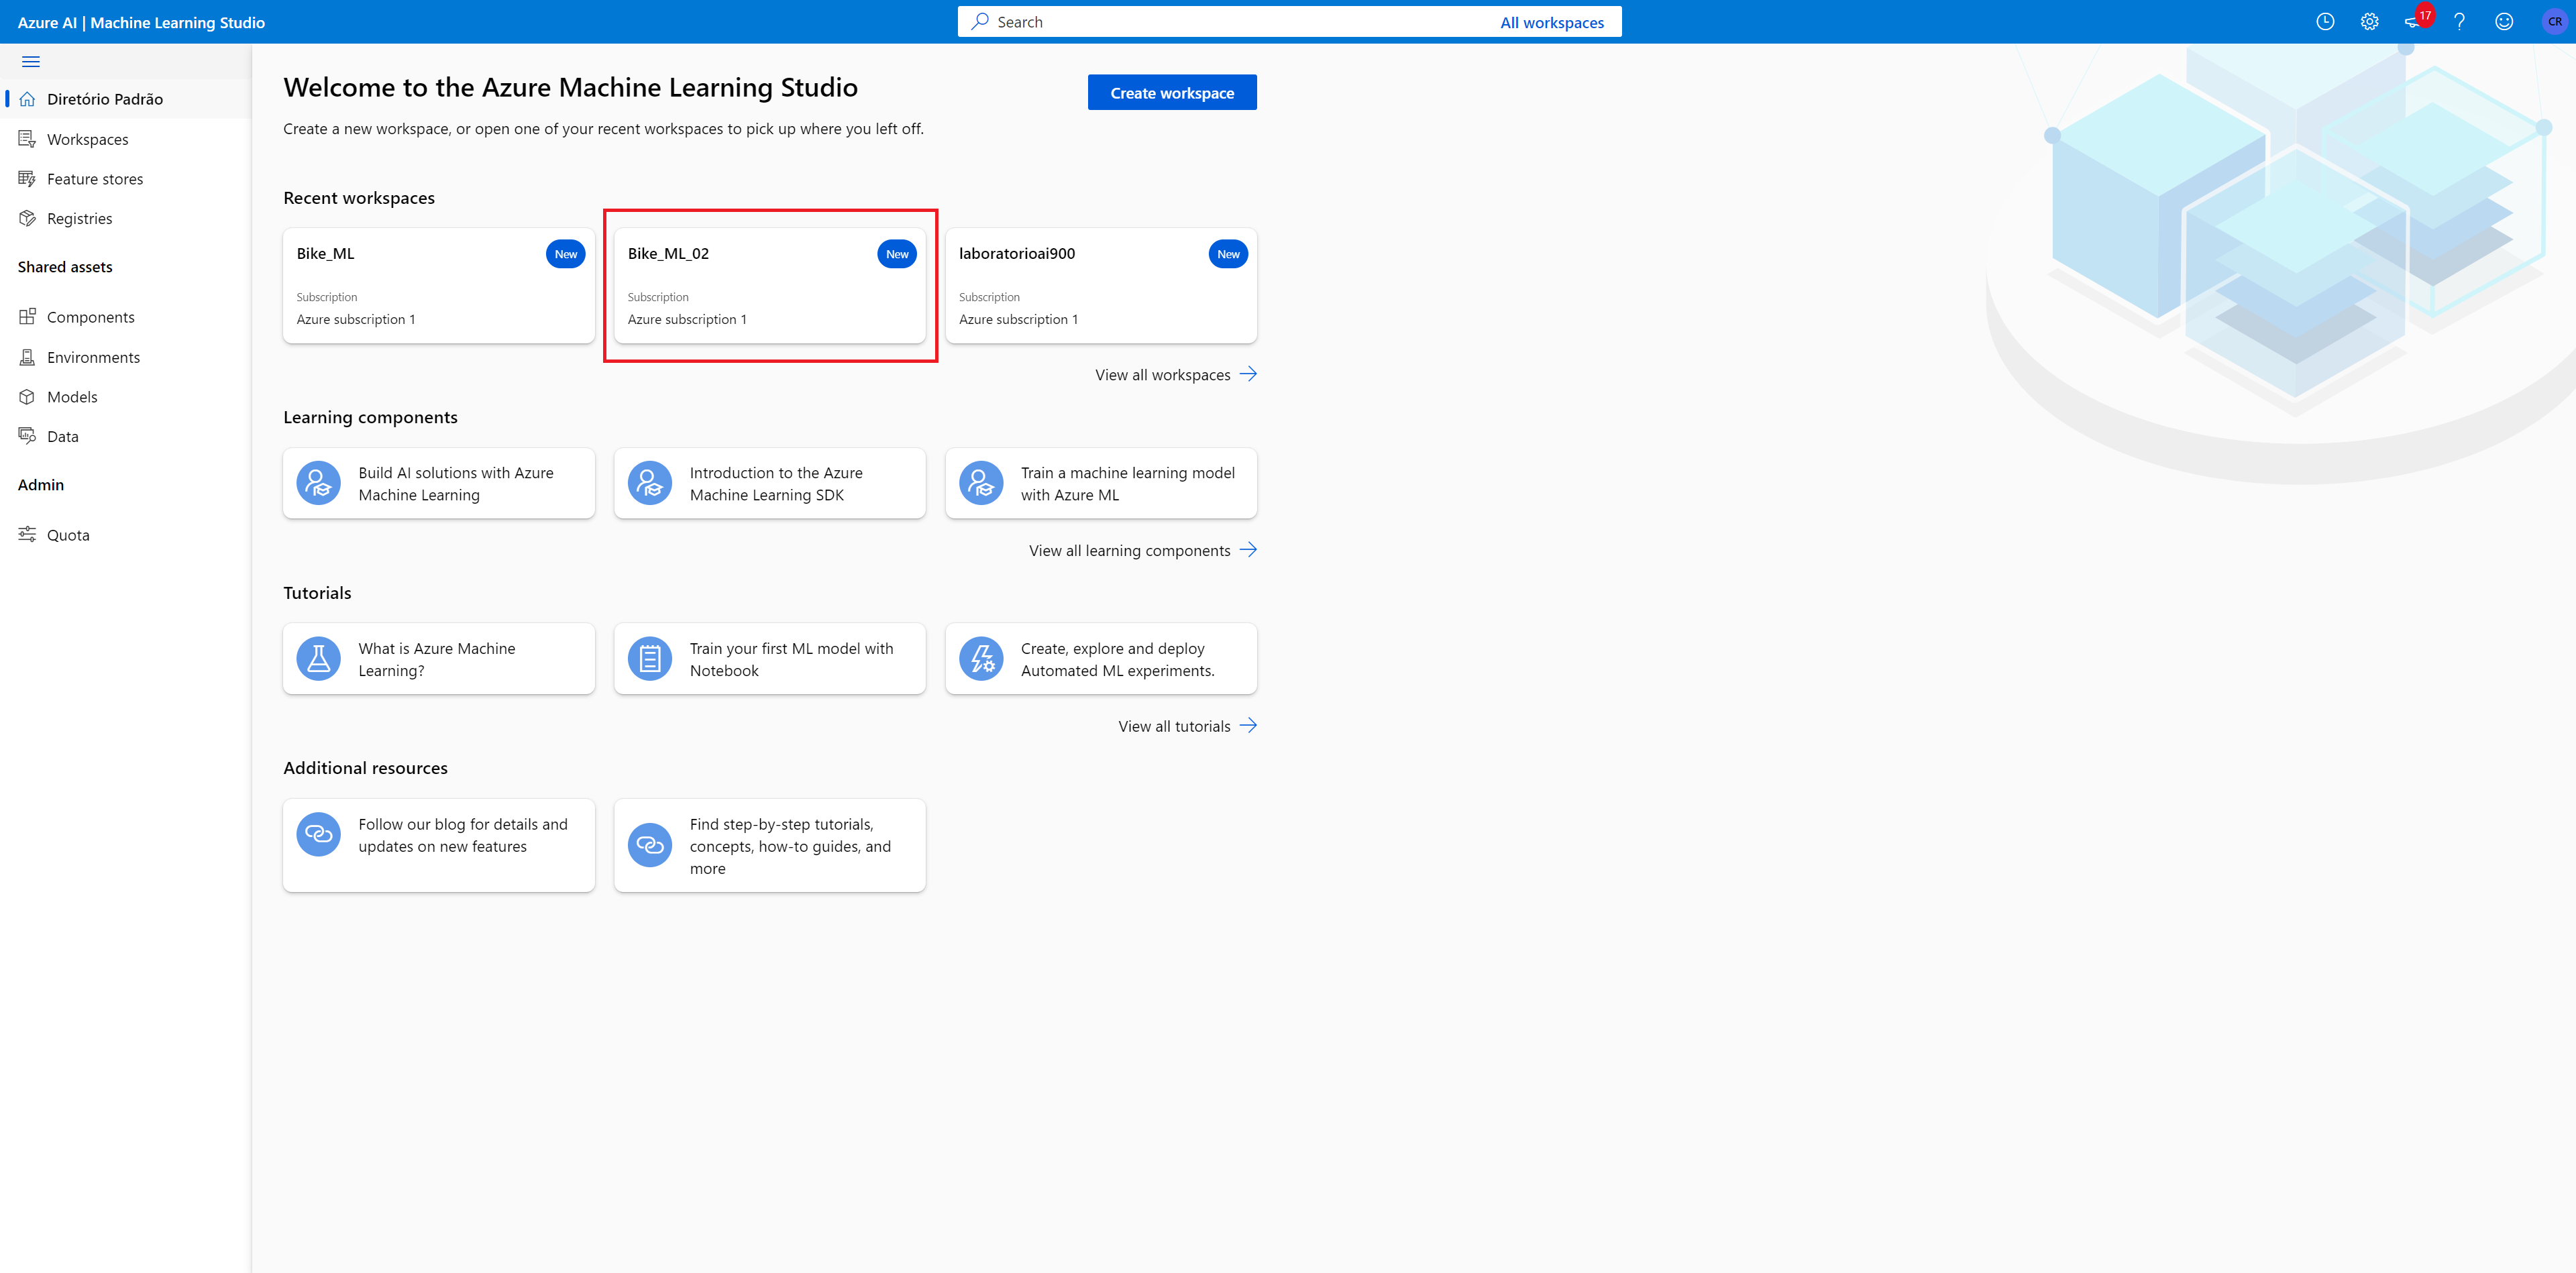 Azure AI | Machine Learning Studio
Search
All workspaces
17
CR
Diretório Padrão
Workspaces
Feature stores
Registries
Shared assets
Components
Environments
Models
Data
Admin
Quota
Welcome to the Azure Machine Learning Studio
Create workspace
Create a new workspace, or open one of your recent workspaces to pick up where you left off.
Recent workspaces
Bike_ML
New
Subscription
Azure subscription 1
Bike_ML_02
New
Subscription
Azure subscription 1
laboratorioai900
New
Subscription
Azure subscription 1
View all workspaces
Learning components
Build AI solutions with Azure
Machine Learning
Introduction to the Azure
Machine Learning SDK
Train a machine learning model
with Azure ML
View all learning components
Tutorials
What is Azure Machine
Learning?
Train your first ML model with
Notebook
Create, explore and deploy
Automated ML experiments.
View all tutorials
Additional resources
Follow our blog for details and
updates on new features
Find step-by-step tutorials,
concepts, how-to guides, and
more